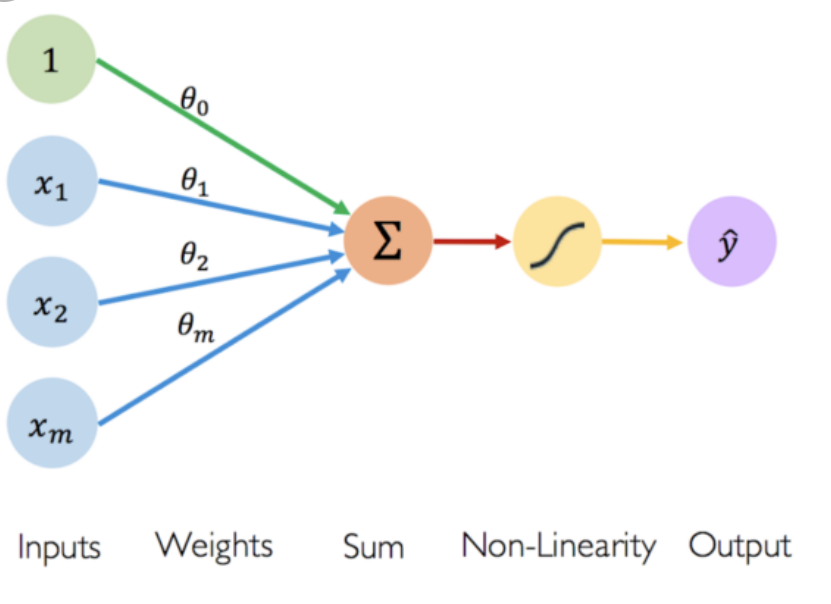 1
θ₀
x₁
θ₁
x₂
θ₂
xₘ
θₘ
Σ
ŷ
Inputs Weights Sum Non-Linearity Output